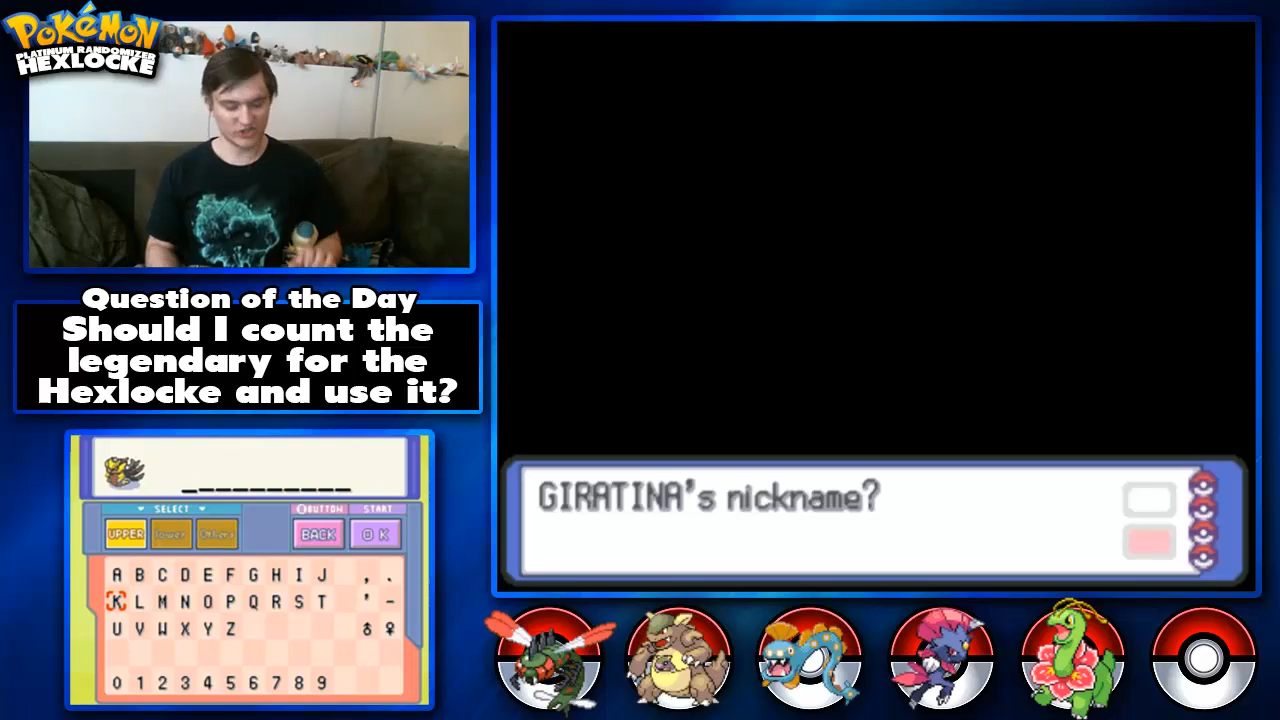 POKéMON
PLATINUM RANDOMIZER
HEXLOCKE
Question of the Day
Should I count the
legendary for the
Hexlocke and use it?
SELECT
BUTTON
START
UPPER
lower
Others
BACK
OK
A B C D E F G H I J , .
K L M N O P Q R S T ' -
U V W X Y Z ♂ ♀
0 1 2 3 4 5 6 7 8 9
GIRATINA's nickname?